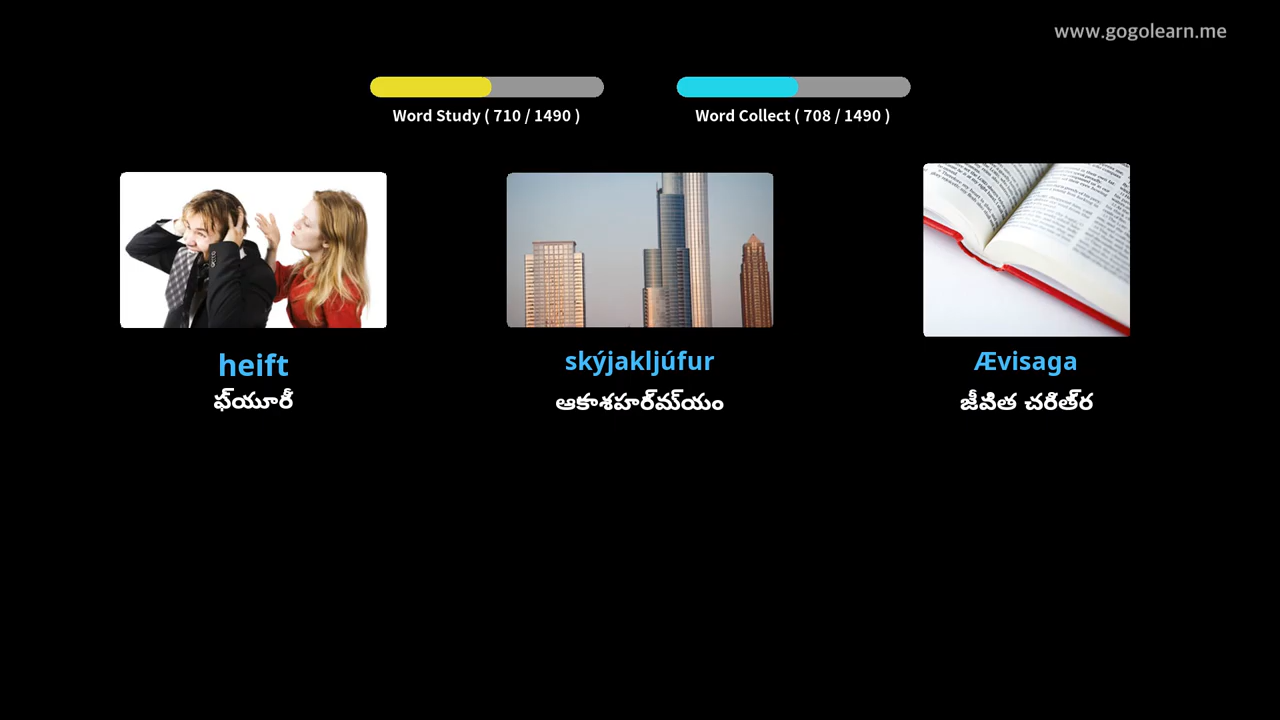 www.gogolearn.me
Word Study ( 710 / 1490 )
Word Collect ( 708 / 1490 )
heift
ఫ్యూరీ
skýjakljúfur
ఆకాశహర్మ్యం
Ævisaga
జీవిత చరిత్ర